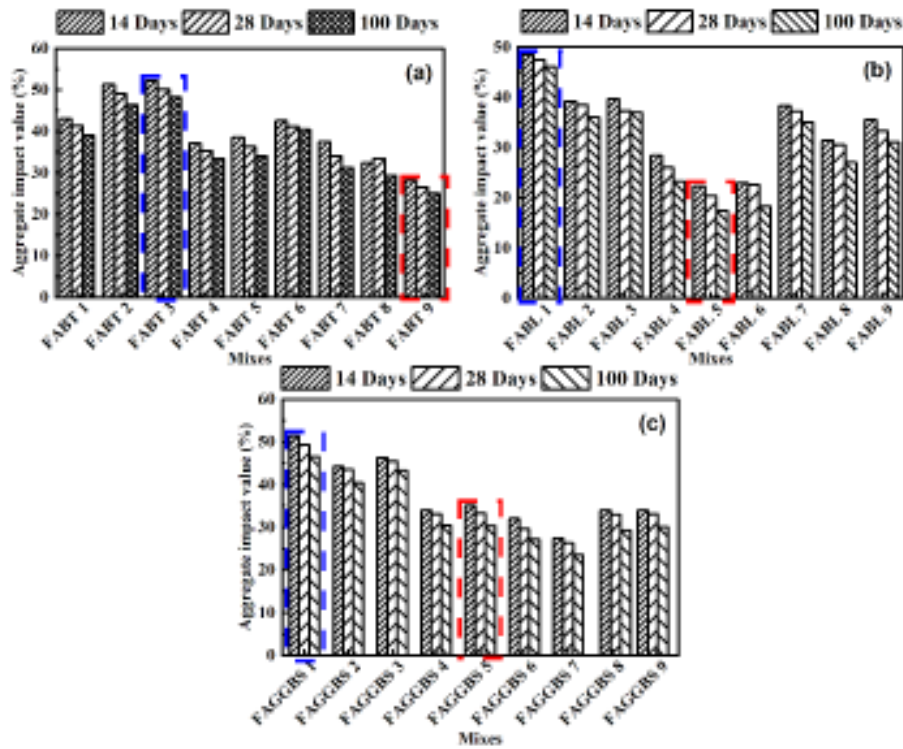 14 Days 28 Days 100 Days
(a)
Aggregate impact value (%)
60
50
40
30
20
10
0
FABT 1 FABT 2 FABT 3 FABT 4 FABT 5 FABT 6 FABT 7 FABT 8 FABT 9
Mixes
14 Days 28 Days 100 Days
(b)
Aggregate impact value (%)
50
40
30
20
10
0
FABL 1 FABL 2 FABL 3 FABL 4 FABL 5 FABL 6 FABL 7 FABL 8 FABL 9
Mixes
14 Days 28 Days 100 Days
(c)
Aggregate impact value (%)
60
50
40
30
20
10
0
FAGGBS 1 FAGGBS 2 FAGGBS 3 FAGGBS 4 FAGGBS 5 FAGGBS 6 FAGGBS 7 FAGGBS 8 FAGGBS 9
Mixes